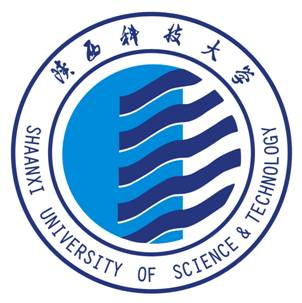 陕西科技大学
SHAANXI UNIVERSITY OF SCIENCE & TECHNOLOGY